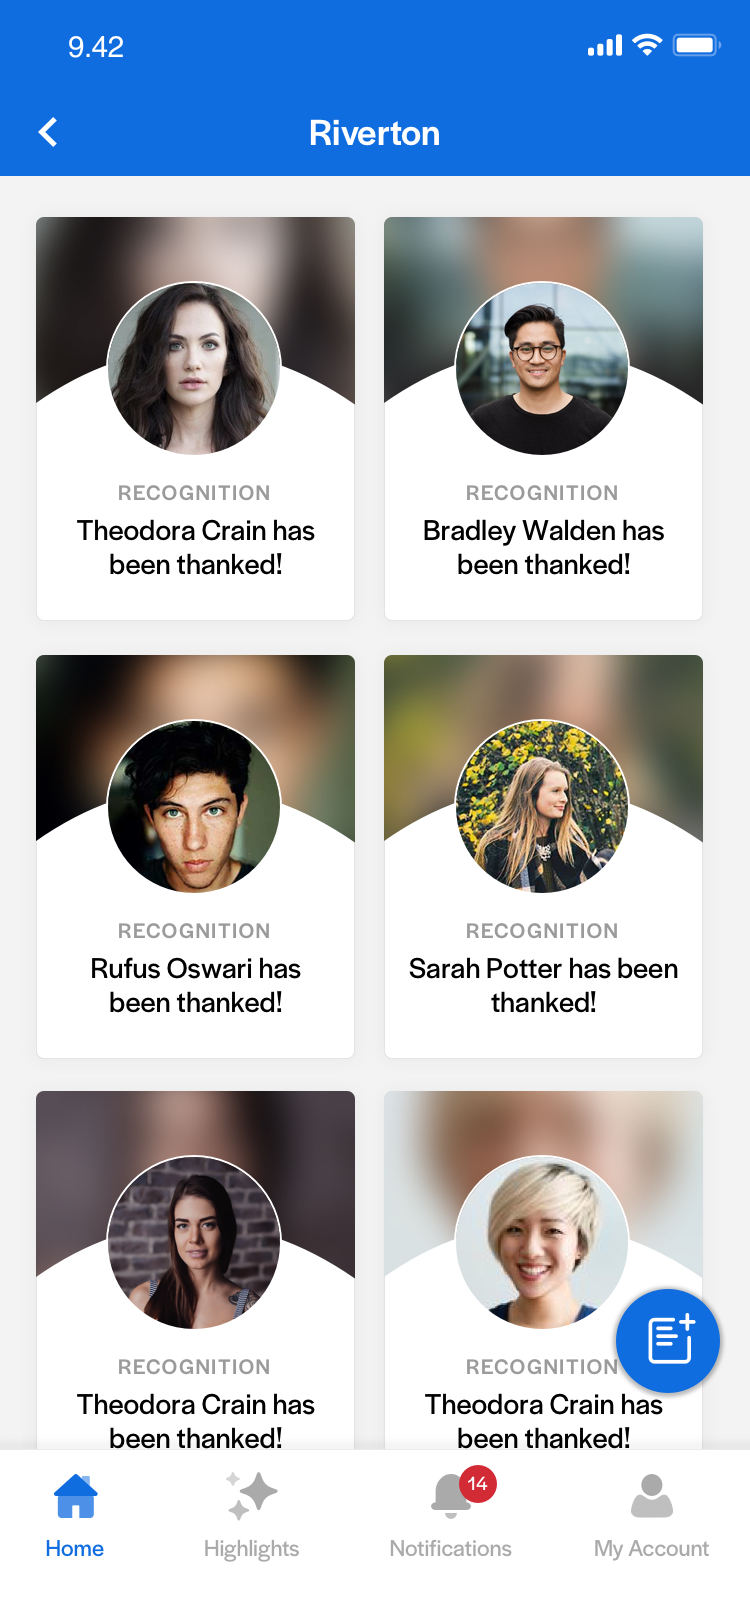 9.42
Riverton
RECOGNITION
Theodora Crain has
been thanked!
RECOGNITION
Bradley Walden has
been thanked!
RECOGNITION
Rufus Oswari has
been thanked!
RECOGNITION
Sarah Potter has been
thanked!
RECOGNITION
Theodora Crain has
been thanked!
RECOGNITION
Theodora Crain has
been thanked!
14
Home
Highlights
Notifications
My Account